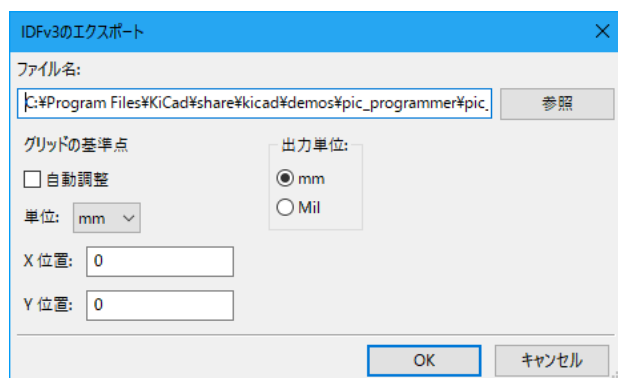 IDFv3のエクスポート
ファイル名:
C:¥Program Files¥KiCad¥share¥kicad¥demos¥pic_programmer¥pic_
参照
グリッドの基準点
出力単位:
自動調整
mm
Mil
単位: mm
X 位置: 0
Y 位置: 0
OK
キャンセル